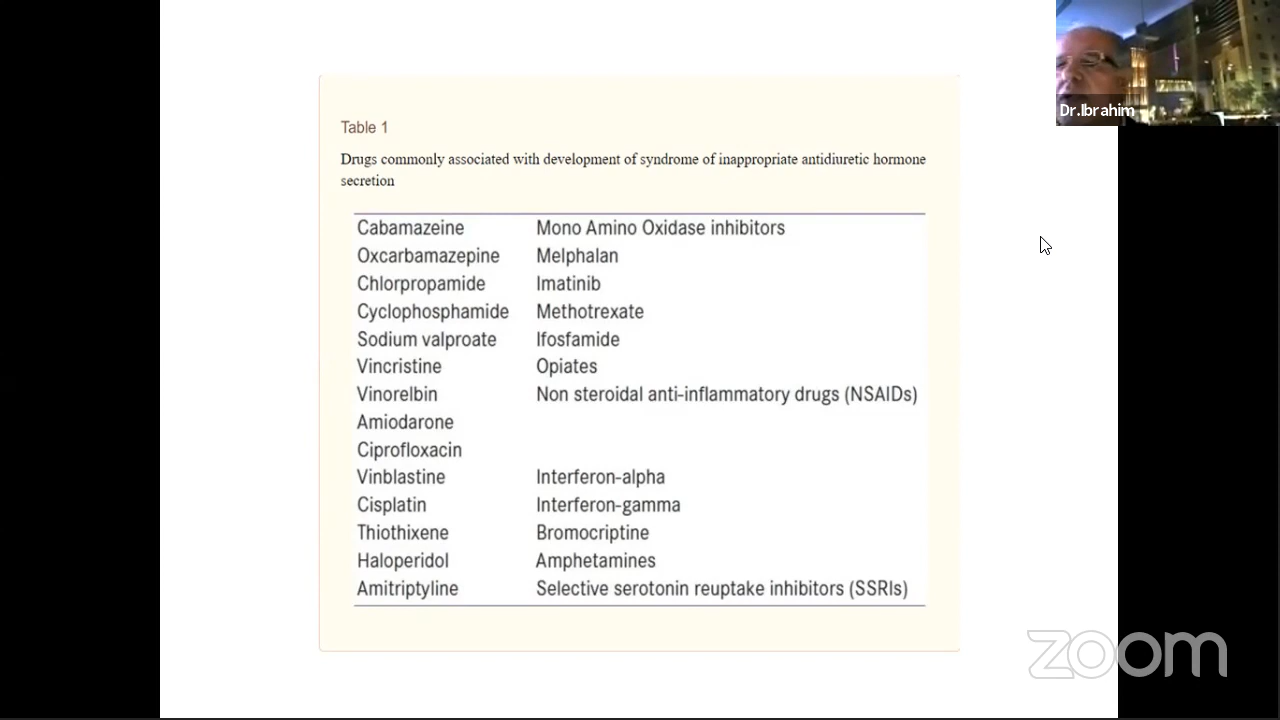 Dr.Ibrahim
Table 1
Drugs commonly associated with development of syndrome of inappropriate antidiuretic hormone
secretion
Cabamazeine Mono Amino Oxidase inhibitors
Oxcarbamazepine Melphalan
Chlorpropamide Imatinib
Cyclophosphamide Methotrexate
Sodium valproate Ifosfamide
Vincristine Opiates
Vinorelbin Non steroidal anti-inflammatory drugs (NSAIDs)
Amiodarone
Ciprofloxacin
Vinblastine Interferon-alpha
Cisplatin Interferon-gamma
Thiothixene Bromocriptine
Haloperidol Amphetamines
Amitriptyline Selective serotonin reuptake inhibitors (SSRIs)
zoom